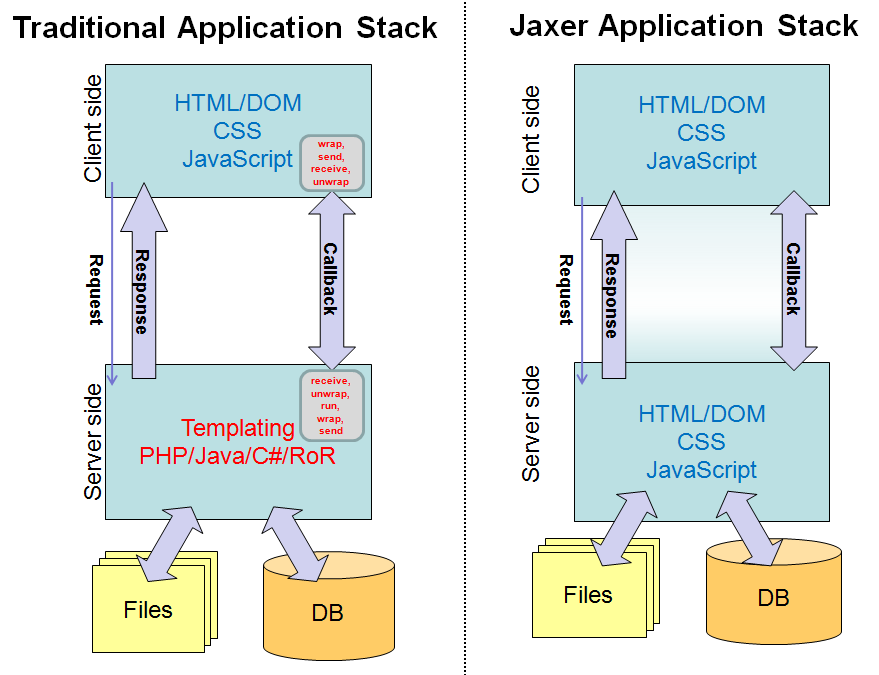 Traditional Application Stack
Client side
HTML/DOM
CSS
JavaScript
wrap,
send,
receive,
unwrap
Request
Response
Callback
Server side
receive,
unwrap,
run,
wrap,
send
Templating
PHP/Java/C#/RoR
Files
DB
Jaxer Application Stack
Client side
HTML/DOM
CSS
JavaScript
Request
Response
Callback
Server side
HTML/DOM
CSS
JavaScript
Files
DB